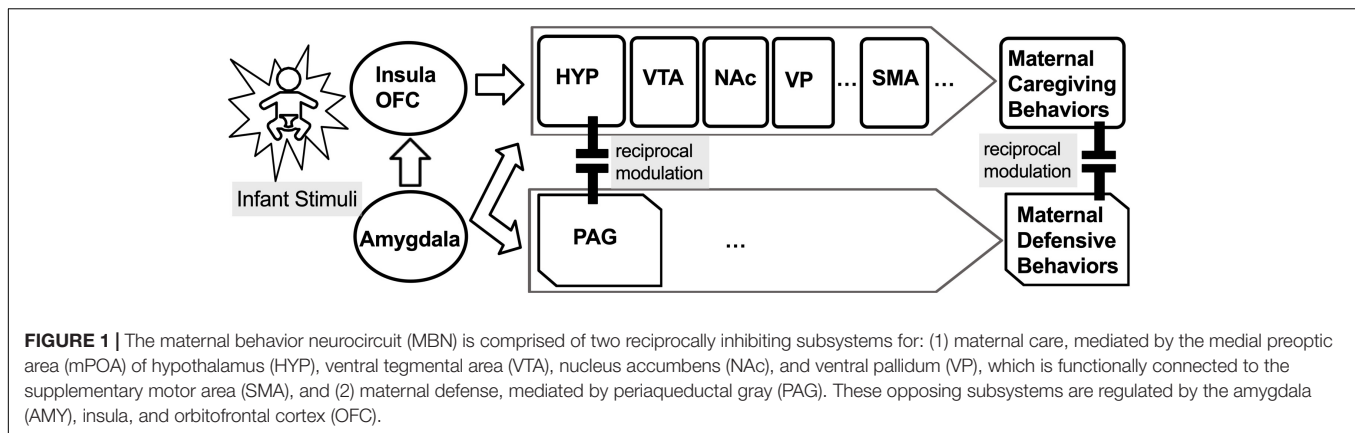 Infant Stimuli
Insula
OFC
Amygdala
HYP
VTA
NAc
VP
...
SMA
...
Maternal
Caregiving
Behaviors
reciprocal
modulation
reciprocal
modulation
PAG
...
Maternal
Defensive
Behaviors
FIGURE 1 | The maternal behavior neurocircuit (MBN) is comprised of two reciprocally inhibiting subsystems for: (1) maternal care, mediated by the medial preoptic
area (mPOA) of hypothalamus (HYP), ventral tegmental area (VTA), nucleus accumbens (NAc), and ventral pallidum (VP), which is functionally connected to the
supplementary motor area (SMA), and (2) maternal defense, mediated by periaqueductal gray (PAG). These opposing subsystems are regulated by the amygdala
(AMY), insula, and orbitofrontal cortex (OFC).